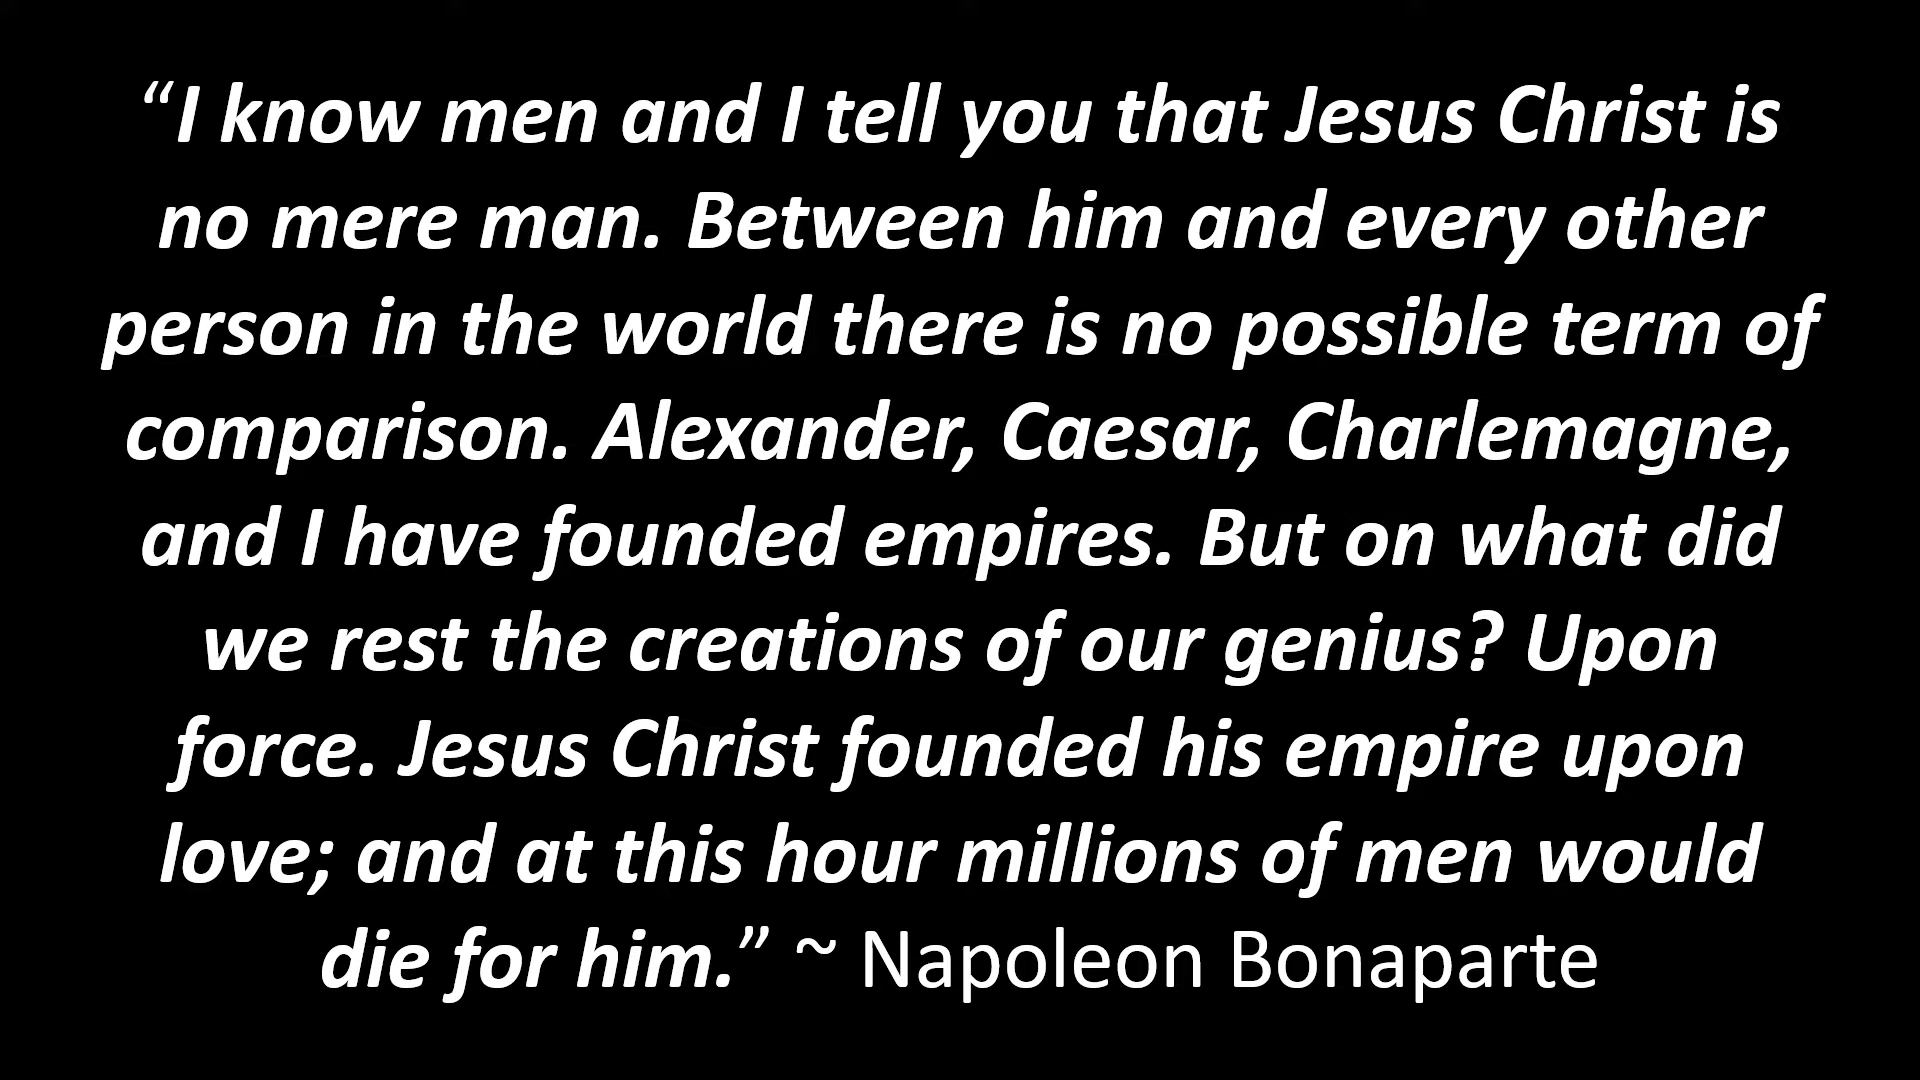 “I know men and I tell you that Jesus Christ is
no mere man. Between him and every other
person in the world there is no possible term of
comparison. Alexander, Caesar, Charlemagne,
and I have founded empires. But on what did
we rest the creations of our genius? Upon
force. Jesus Christ founded his empire upon
love; and at this hour millions of men would
die for him.” ~ Napoleon Bonaparte